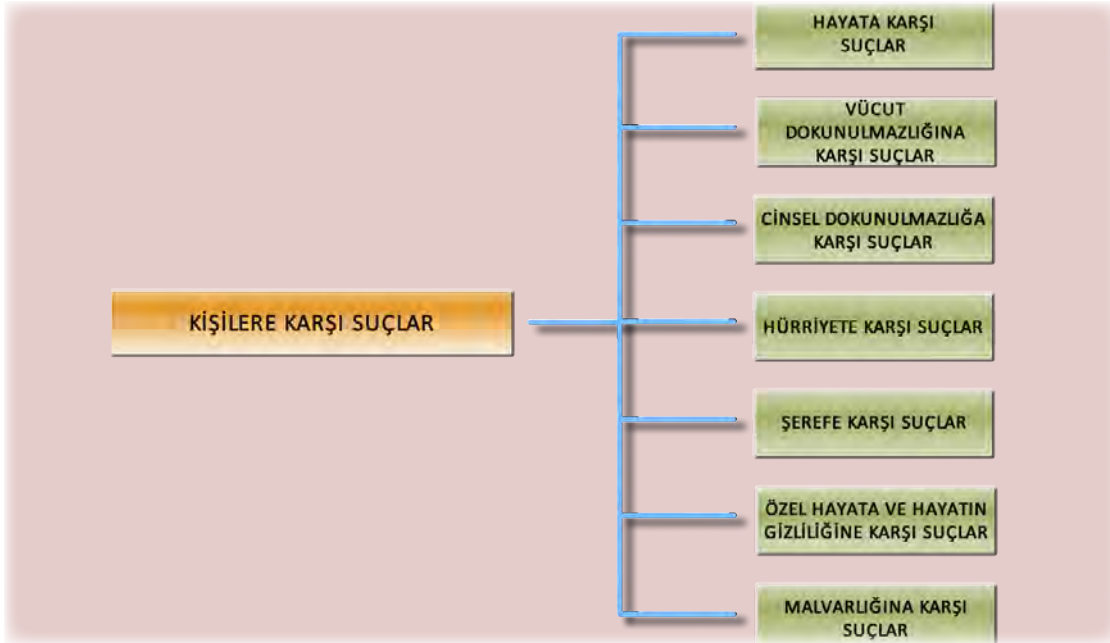 HAYATA KARŞI
SUÇLAR
VÜCUT
DOKUNULMAZLIĞINA
KARŞI SUÇLAR
CİNSEL DOKUNULMAZLIĞA
KARŞI SUÇLAR
KİŞİLERE KARŞI SUÇLAR
HÜRRİYETE KARŞI SUÇLAR
ŞEREFE KARŞI SUÇLAR
ÖZEL HAYATA VE HAYATIN
GİZLİLİĞİNE KARŞI SUÇLAR
MALVARLIĞINA KARŞI
SUÇLAR